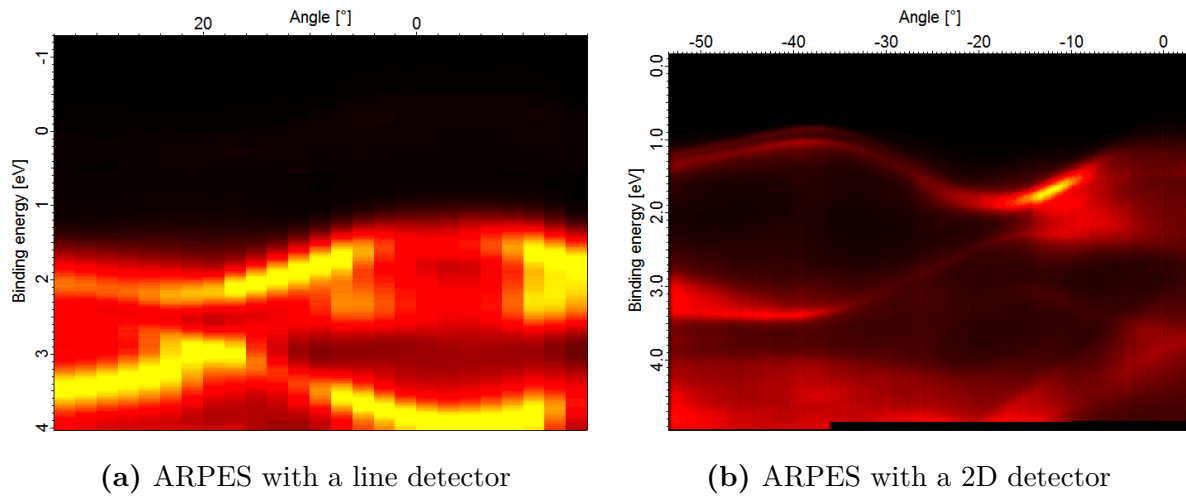 Angle [°]
20 0
Binding energy [eV]
-1
0
1
2
3
4
(a) ARPES with a line detector
Angle [°]
-50 -40 -30 -20 -10 0
Binding energy [eV]
0.0
1.0
2.0
3.0
4.0
(b) ARPES with a 2D detector